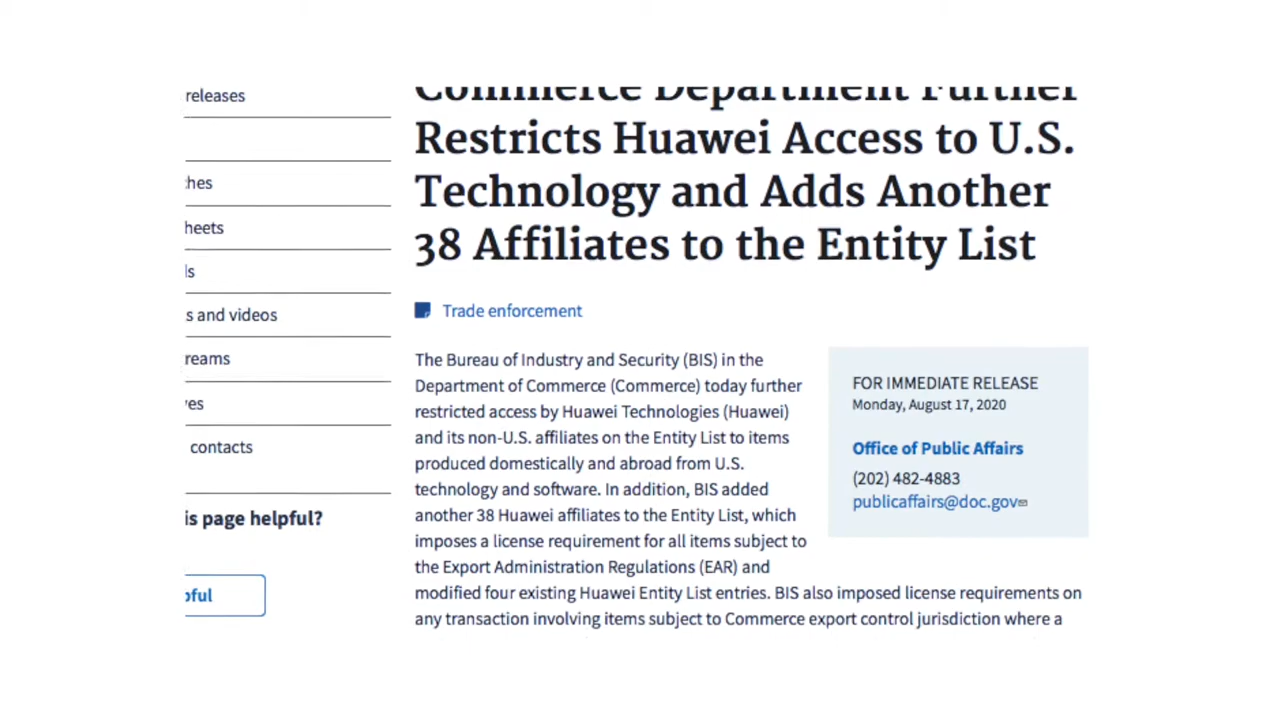 releases
s and videos
contacts
is page helpful?
Commerce Department Further
Restricts Huawei Access to U.S.
Technology and Adds Another
38 Affiliates to the Entity List
Trade enforcement
The Bureau of Industry and Security (BIS) in the
Department of Commerce (Commerce) today further
restricted access by Huawei Technologies (Huawei)
and its non-U.S. affiliates on the Entity List to items
produced domestically and abroad from U.S.
technology and software. In addition, BIS added
another 38 Huawei affiliates to the Entity List, which
imposes a license requirement for all items subject to
the Export Administration Regulations (EAR) and
modified four existing Huawei Entity List entries. BIS also imposed license requirements on
any transaction involving items subject to Commerce export control jurisdiction where a
FOR IMMEDIATE RELEASE
Monday, August 17, 2020
Office of Public Affairs
(202) 482-4883
publicaffairs@doc.gov